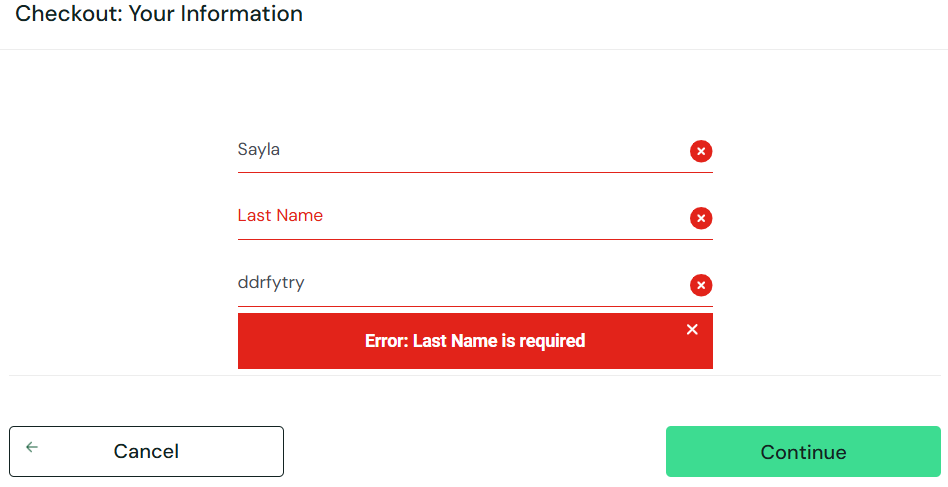 Checkout: Your Information
Sayla
Last Name
ddrfytry
Error: Last Name is required
Cancel
Continue